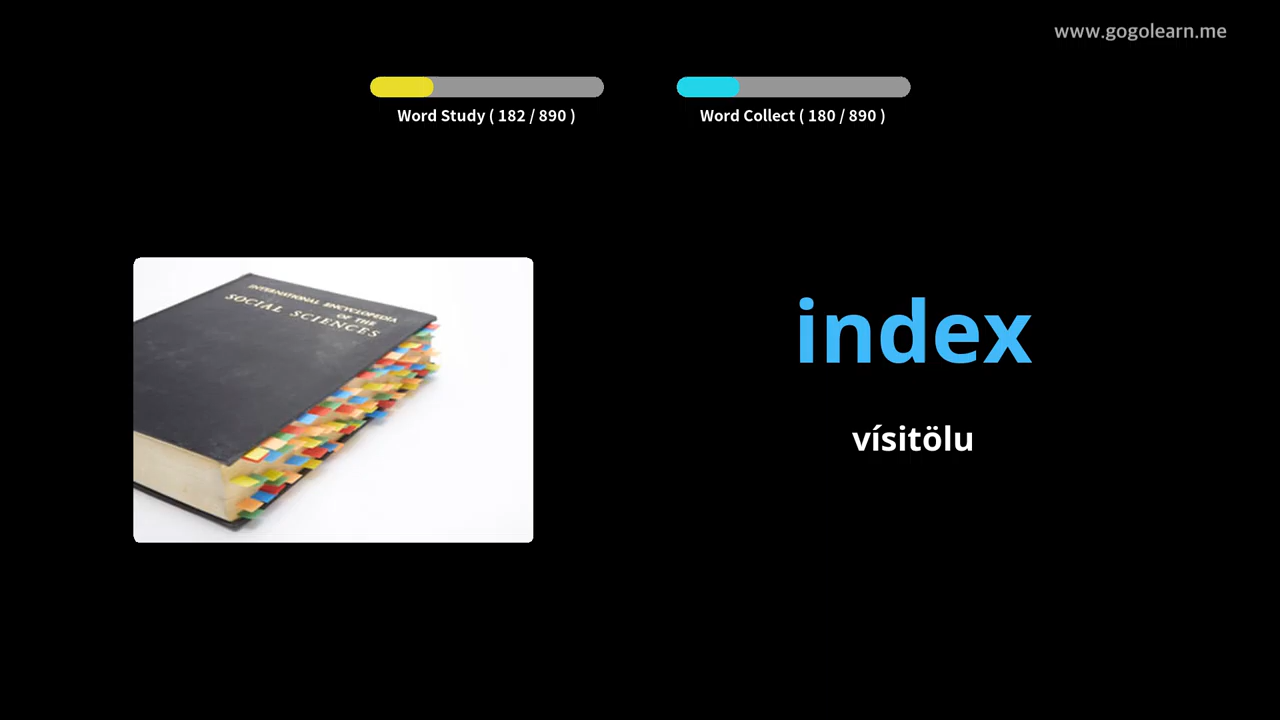 www.gogolearn.me
Word Study ( 182 / 890 )
Word Collect ( 180 / 890 )
INTERNATIONAL ENCYCLOPEDIA
OF THE
SOCIAL SCIENCES
index
vísitölu